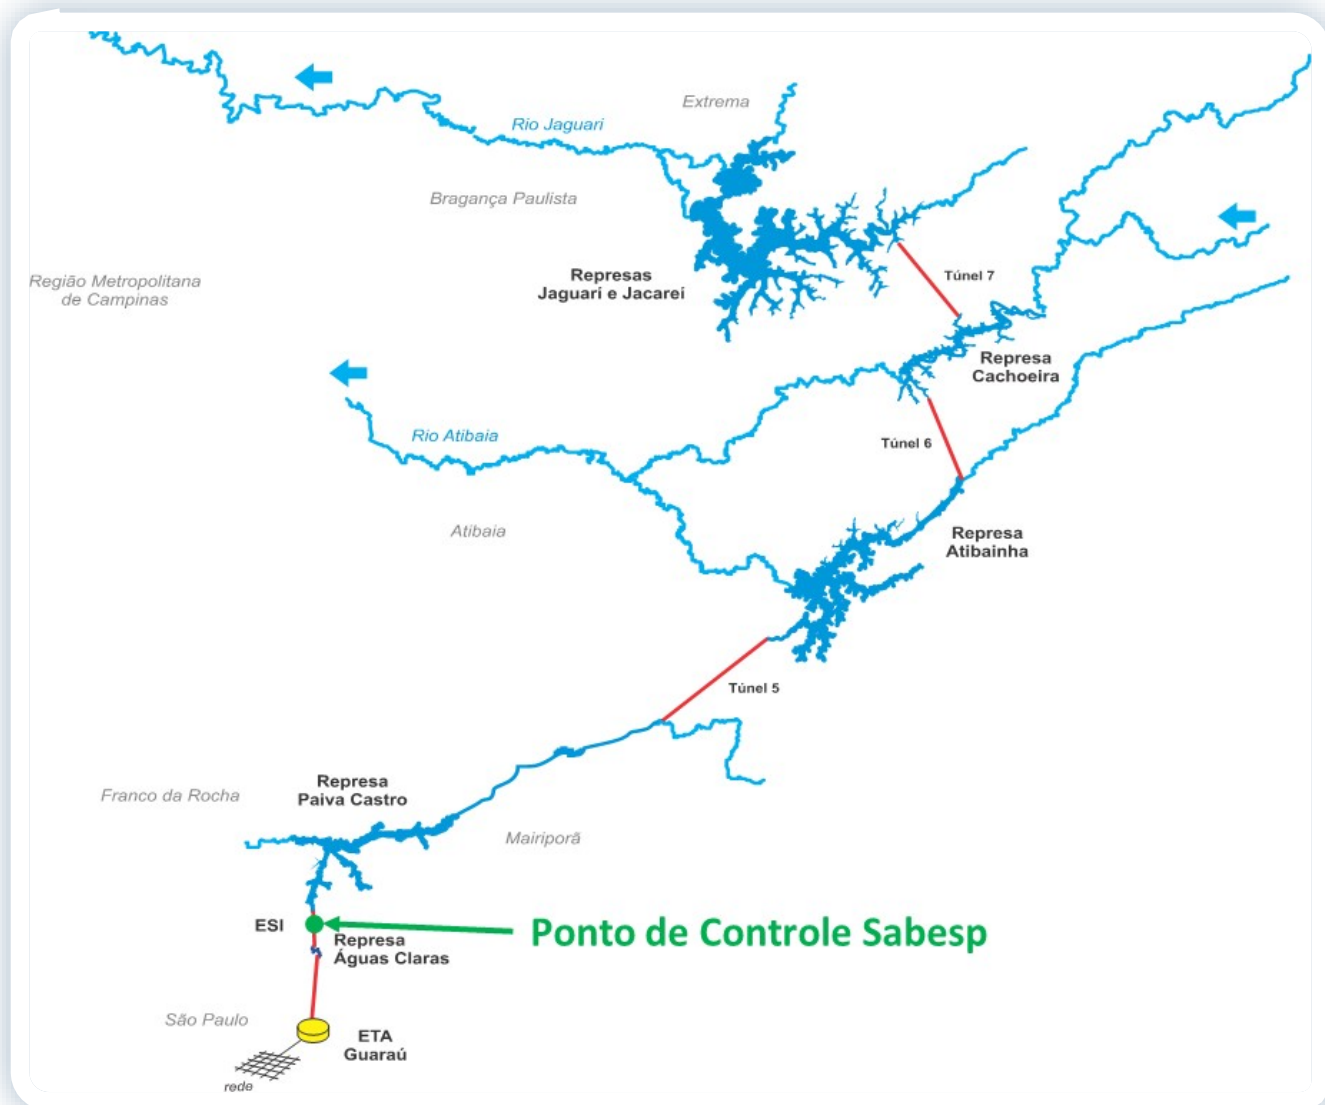 Extrema
Rio Jaguari
Bragança Paulista
Região Metropolitana
de Campinas
Represas
Jaguari e Jacareí
Túnel 7
Represa
Cachoeira
Rio Atibaia
Túnel 6
Atibaia
Represa
Atibainha
Túnel 5
Represa
Paiva Castro
Franco da Rocha
Mairiporã
ESI
Ponto de Controle Sabesp
Represa
Águas Claras
São Paulo
ETA
Guaraú
rede